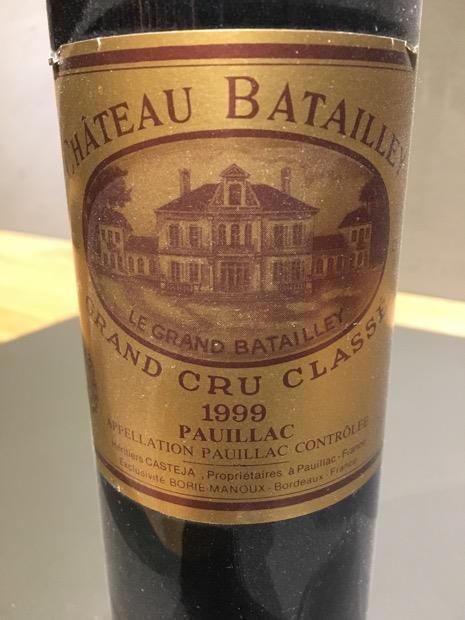 CHÂTEAU BATAILLEY
LE GRAND BATAILLEY
GRAND CRU CLASSÉ
1999
PAUILLAC
APPELLATION PAUILLAC CONTRÔLÉE
Héritiers CASTEJA, Propriétaires à Pauillac - France
Exclusivité BORIE-MANOUX - Bordeaux - France